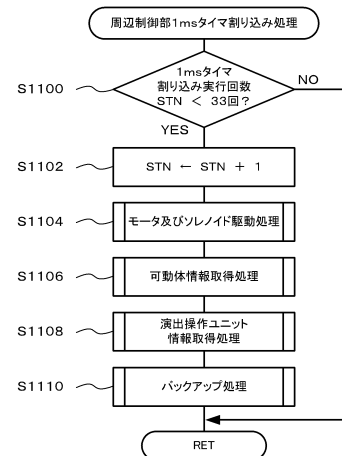 周辺制御部1msタイマ割り込み処理
S1100
1msタイマ
割り込み実行回数
STN < 33回?
NO
YES
S1102
STN ← STN + 1
S1104
モータ及びソレノイド駆動処理
S1106
可動体情報取得処理
S1108
演出操作ユニット
情報取得処理
S1110
バックアップ処理
RET